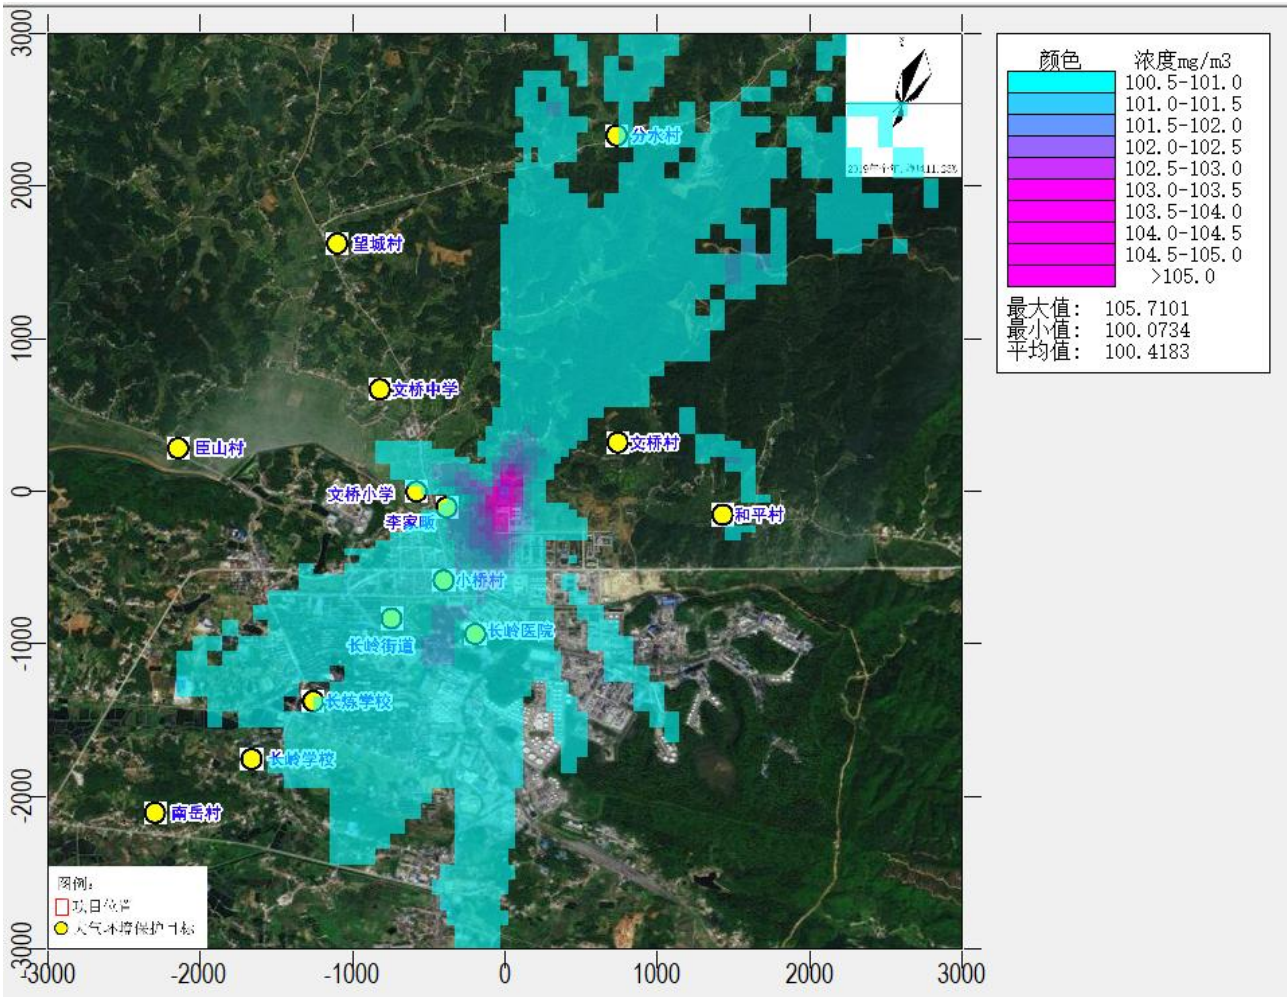 颜色 浓度mg/m3
100.5-101.0
101.0-101.5
101.5-102.0
102.0-102.5
102.5-103.0
103.0-103.5
103.5-104.0
104.0-104.5
104.5-105.0
>105.0
最大值: 105.7101
最小值: 100.0734
平均值: 100.4183
3000
2000
1000
0
-1000
-2000
-3000
N
分水村
望城村
文桥中学
臣山村
文桥村
文桥小学
李家畈
和平村
小桥村
长岭街道
长岭医院
长炼学校
长岭学校
南岳村
图例:
项目位置
大气环境保护目标
-3000 -2000 -1000 0 1000 2000 3000